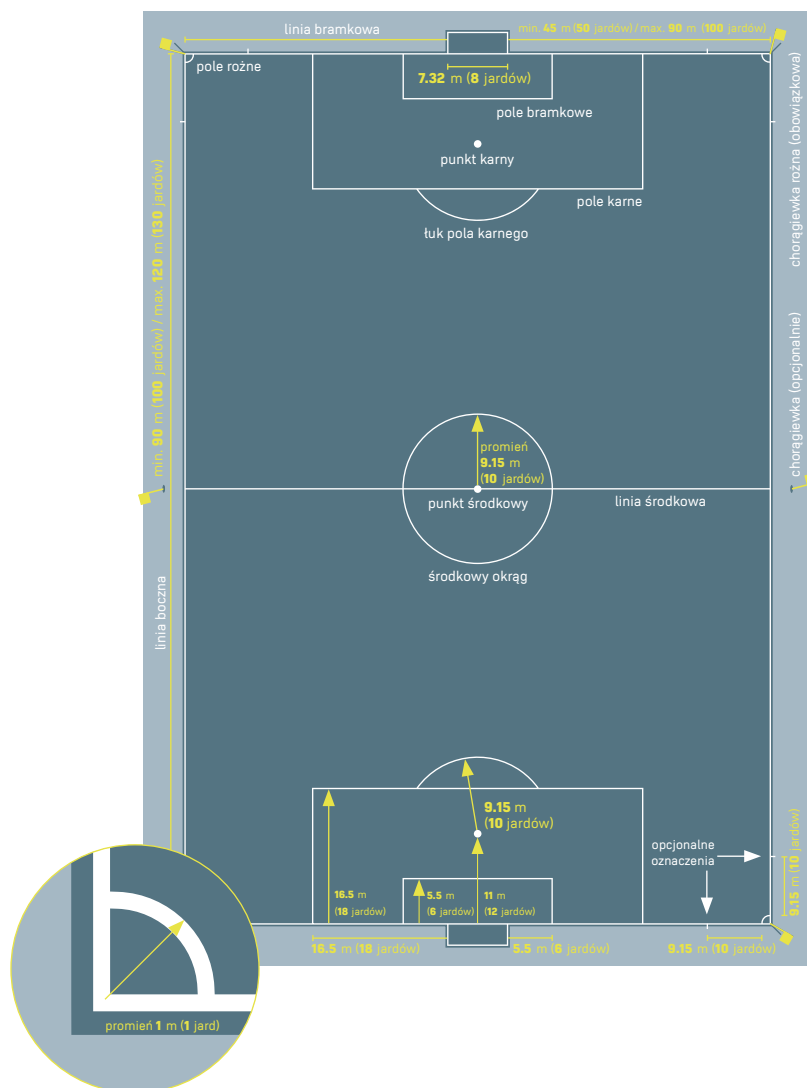 linia bramkowa
min. 45 m (50 jardów) / max. 90 m (100 jardów)
pole rożne
7.32 m (8 jardów)
pole bramkowe
punkt karny
pole karne
łuk pola karnego
chorągiewka rożna (obowiązkowa)
min. 90 m (100 jardów) / max. 120 m (130 jardów)
chorągiewka (opcjonalnie)
promień
9.15 m
(10 jardów)
punkt środkowy
linia środkowa
środkowy okrąg
linia boczna
9.15 m
(10 jardów)
opcjonalne
oznaczenia
9.15 m (10 jardów)
16.5 m
(18 jardów)
5.5 m
(6 jardów)
11 m
(12 jardów)
16.5 m (18 jardów)
5.5 m (6 jardów)
9.15 m (10 jardów)
promień 1 m (1 jard)